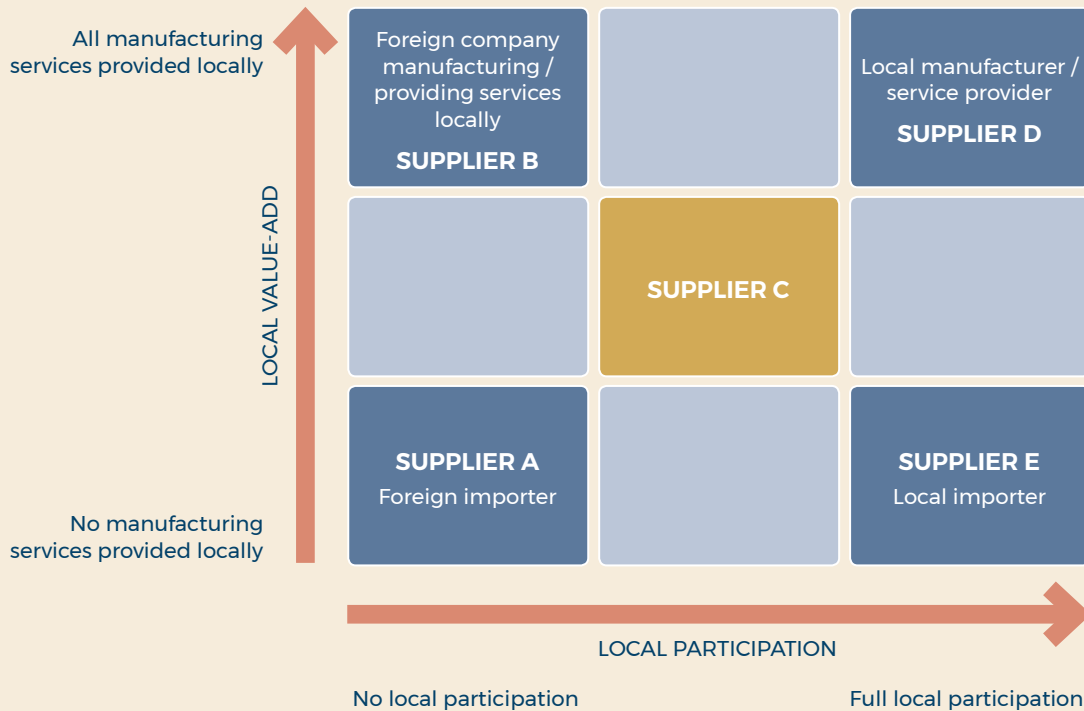 All manufacturing
services provided locally
Foreign company
manufacturing /
providing services
locally
SUPPLIER B
Local manufacturer /
service provider
SUPPLIER D
LOCAL VALUE-ADD
SUPPLIER C
SUPPLIER A
Foreign importer
SUPPLIER E
Local importer
No manufacturing
services provided locally
LOCAL PARTICIPATION
No local participation
Full local participation